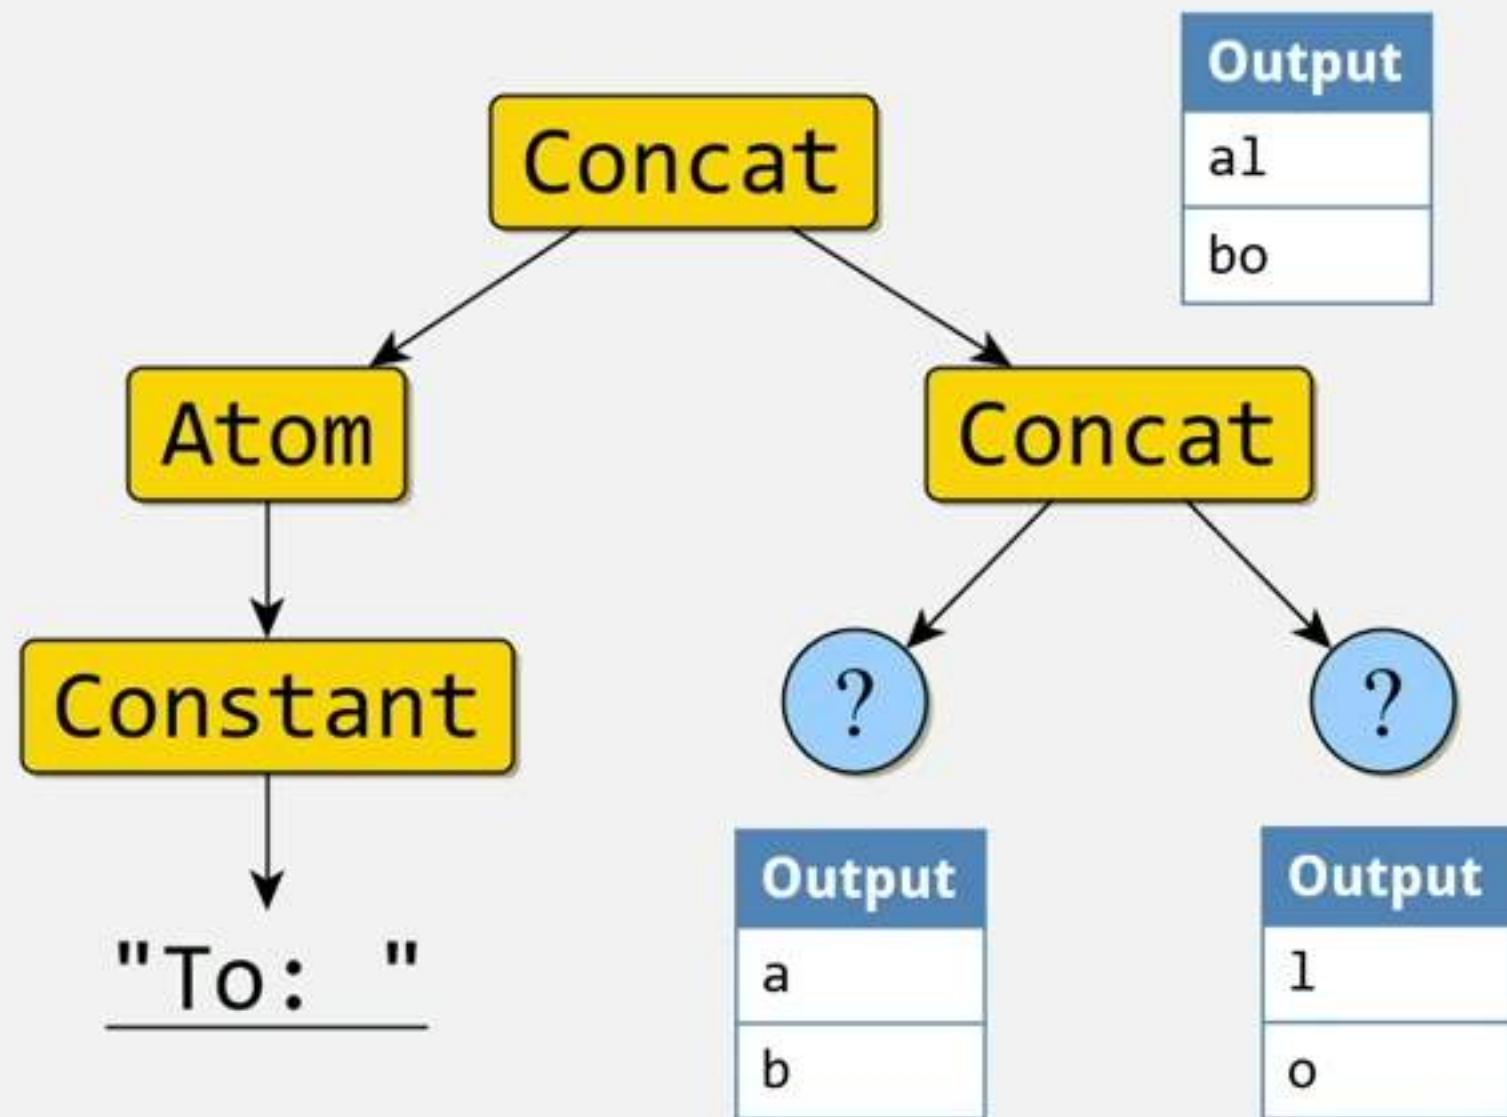 Output
al
bo
Concat
Atom
Concat
Constant
?
?
"To: "
Output
a
b
Output
l
o